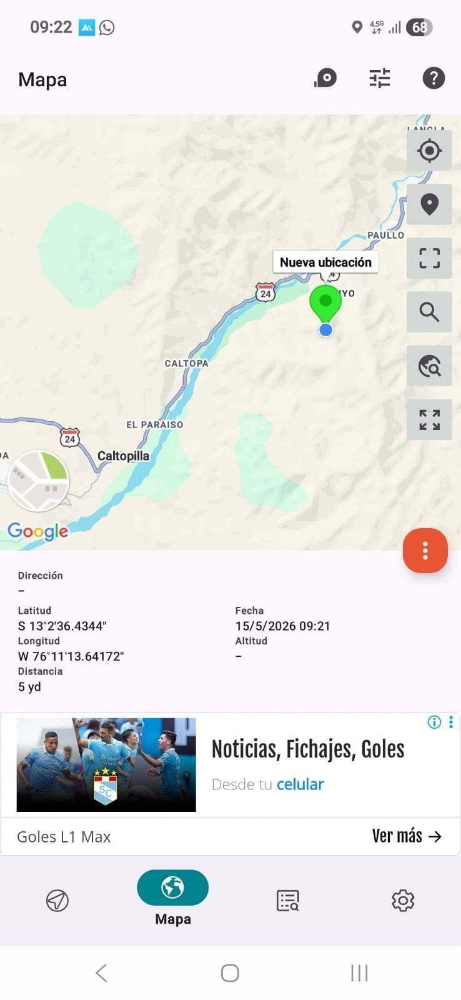 09:22
4.5G
68
Mapa
LANGLA
PAULLO
Nueva ubicación
24
CALTOPA
EL PARAISO
24
Caltopilla
Google
Dirección
–
Latitud
S 13°2'36.4344"
Fecha
15/5/2026 09:21
Longitud
W 76°11'13.64172"
Altitud
–
Distancia
5 yd
Noticias, Fichajes, Goles
Desde tu celular
SC
Goles L1 Max
Ver más →
Mapa